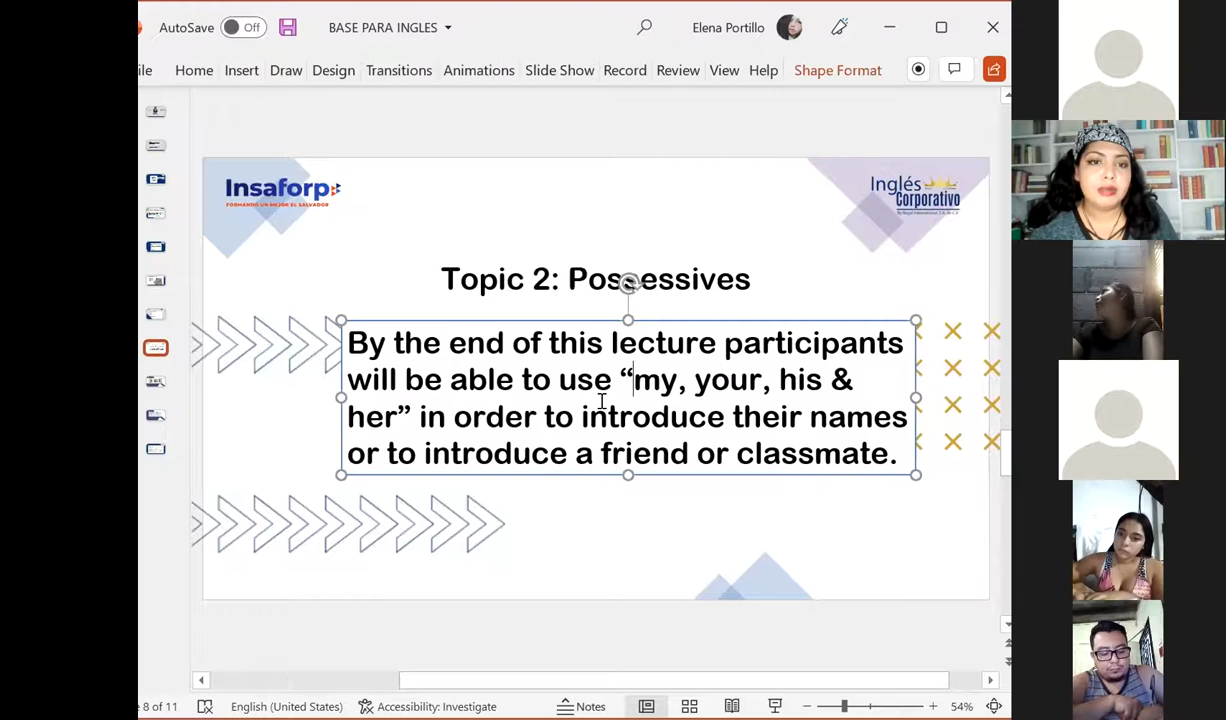 AutoSave Off BASE PARA INGLES Elena Portillo
ile Home Insert Draw Design Transitions Animations Slide Show Record Review View Help Shape Format
Insaforp
FORMANDO UN MEJOR EL SALVADOR
Inglés
Corporativo
Topic 2: Possessives
By the end of this lecture participants
will be able to use “my, your, his &
her” in order to introduce their names
or to introduce a friend or classmate.
e 8 of 11 English (United States) Accessibility: Investigate Notes 54%